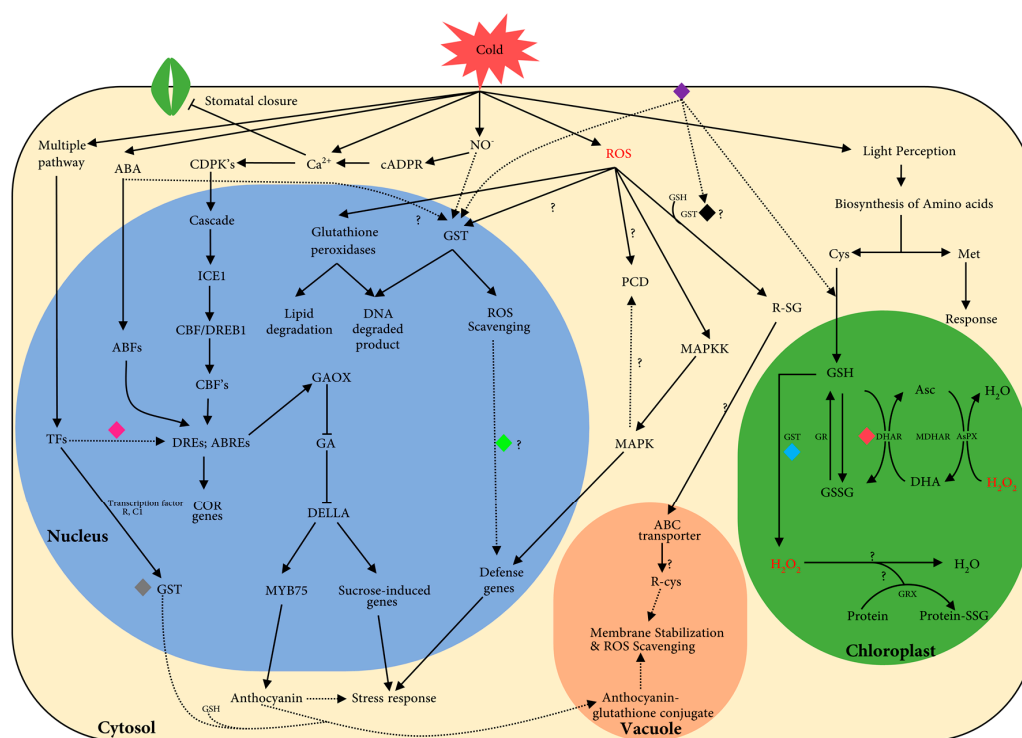 Cold
Stomatal closure
Multiple
pathway
ABA
CDPK's
Ca²⁺
cADPR
NO⁻
ROS
Light Perception
Biosynthesis of Amino acids
Cys
Met
Response
Cascade
ICE1
CBF/DREB1
CBF's
ABFs
TFs
DREs; ABREs
COR
genes
Transcription factor
R, C1
Nucleus
GST
?
Glutathione
peroxidases
GST
Lipid
degradation
DNA
degraded
product
ROS
Scavenging
GAOX
GA
DELLA
MYB75
Sucrose-induced
genes
?
Defense
genes
Anthocyanin
Stress response
GSH
Cytosol
?
?
PCD
?
MAPKK
MAPK
GSH
GST
?
R-SG
?
ABC
transporter
?
R-cys
Membrane Stabilization
& ROS Scavenging
Anthocyanin-
glutathione conjugate
Vacuole
GSH
GST
GR
GSSG
DHAR
Asc
MDHAR
DHA
AsPX
H₂O
H₂O₂
H₂O₂
?
?
H₂O
GRX
Protein
Protein-SSG
Chloroplast